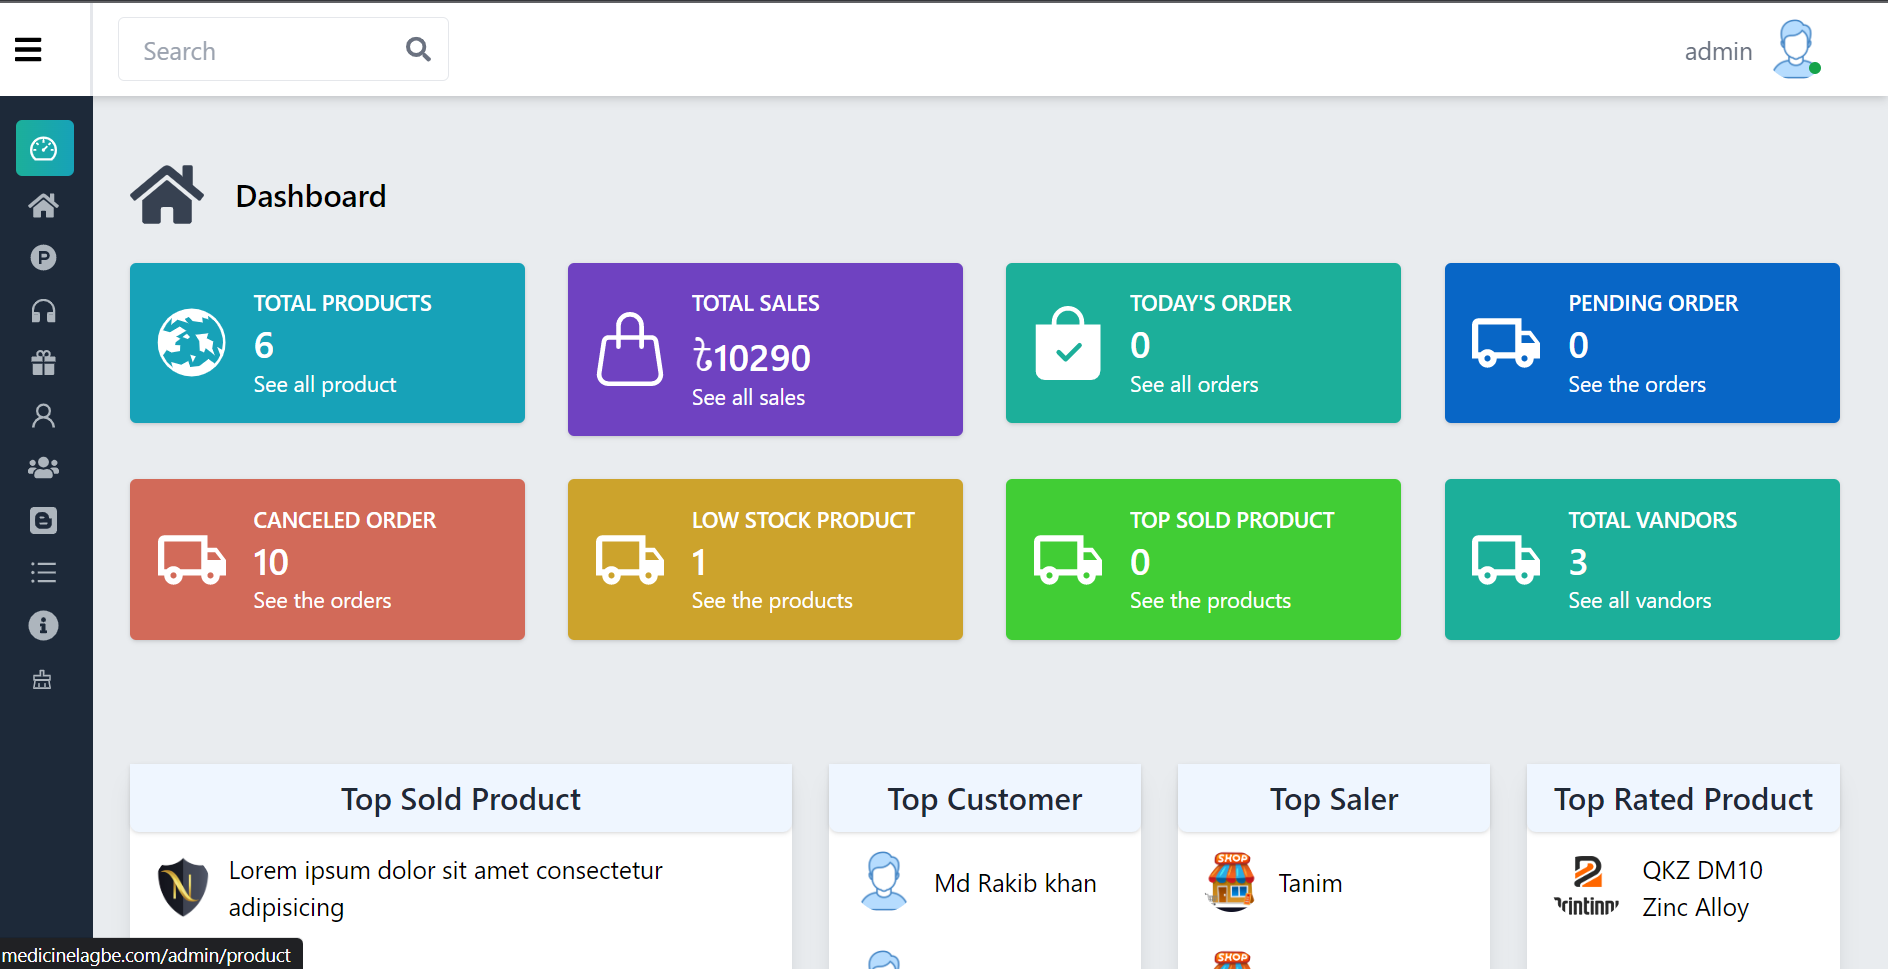 Search
admin
Dashboard
TOTAL PRODUCTS
6
See all product
TOTAL SALES
৳10290
See all sales
TODAY'S ORDER
0
See all orders
PENDING ORDER
0
See the orders
CANCELED ORDER
10
See the orders
LOW STOCK PRODUCT
1
See the products
TOP SOLD PRODUCT
0
See the products
TOTAL VANDORS
3
See all vandors
Top Sold Product
Lorem ipsum dolor sit amet consectetur
adipisicing
Top Customer
Md Rakib khan
Top Saler
SHOP
Tanim
SHOP
Top Rated Product
QKZ DM10
Zinc Alloy
medicinelagbe.com/admin/product